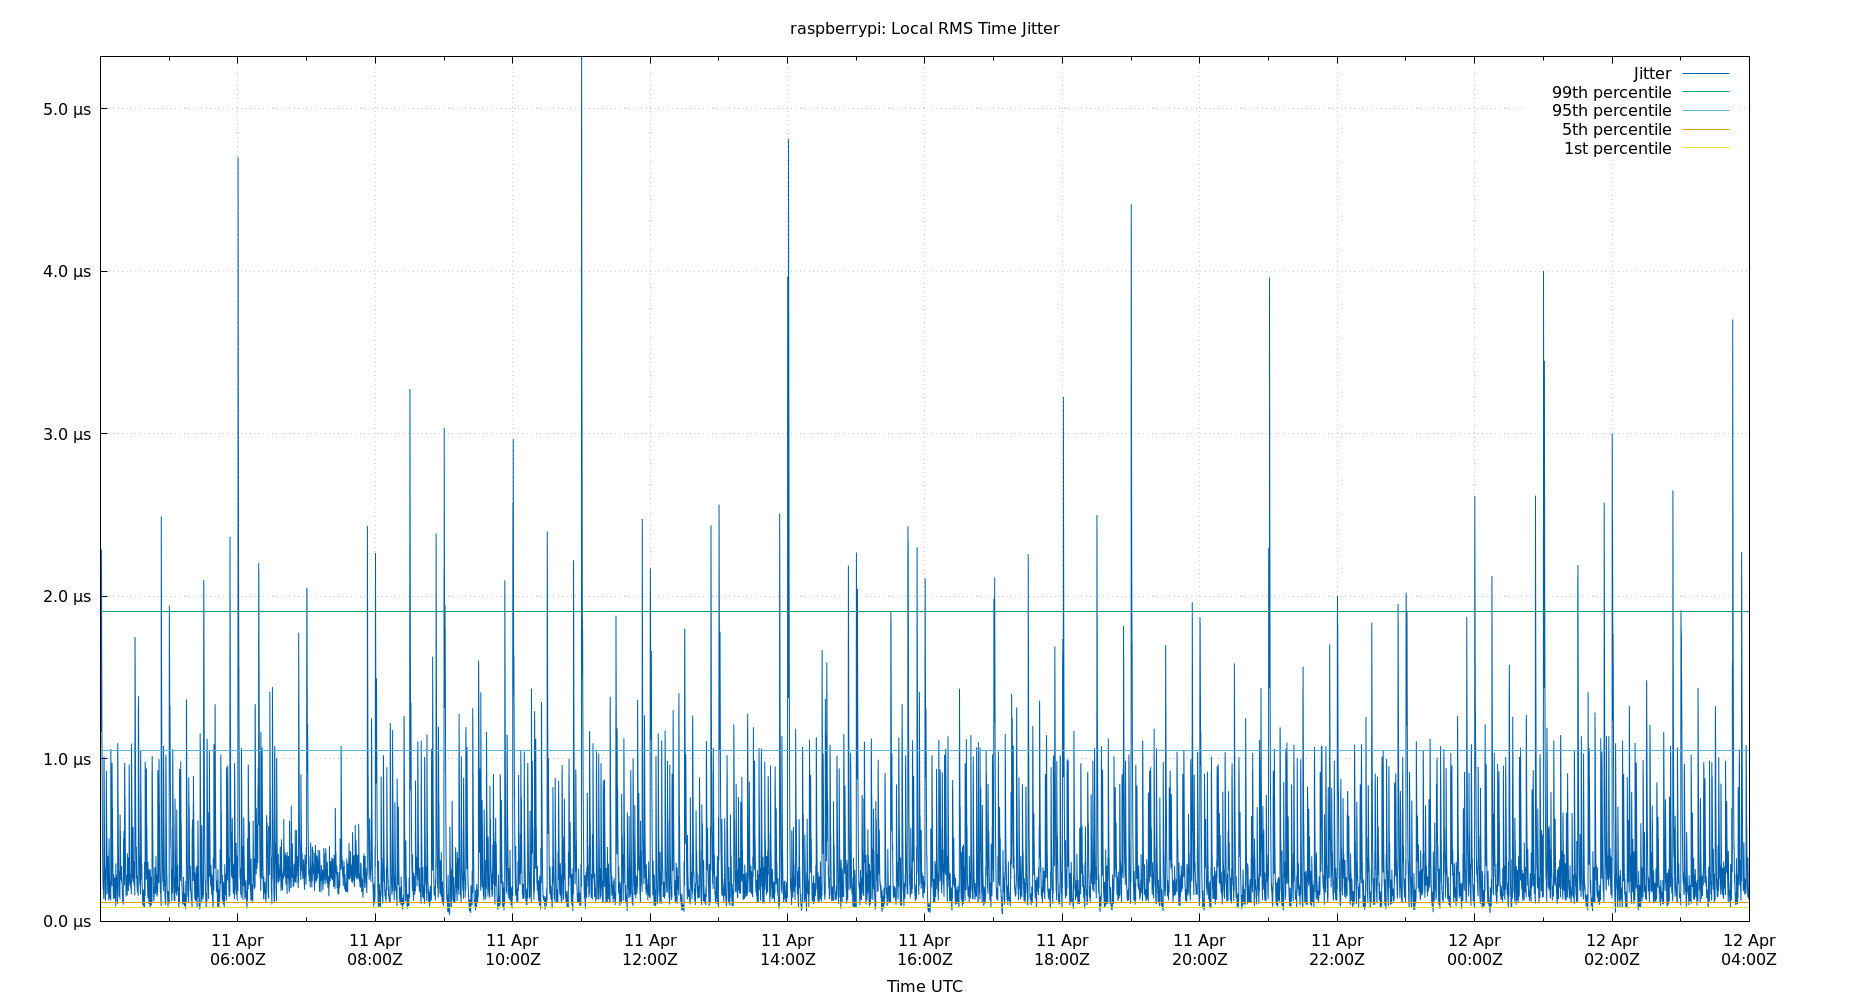 raspberrypi: Local RMS Time Jitter
Jitter
99th percentile
95th percentile
5th percentile
1st percentile
5.0 µs
4.0 µs
3.0 µs
2.0 µs
1.0 µs
0.0 µs
11 Apr
06:00Z
11 Apr
08:00Z
11 Apr
10:00Z
11 Apr
12:00Z
11 Apr
14:00Z
11 Apr
16:00Z
11 Apr
18:00Z
11 Apr
20:00Z
11 Apr
22:00Z
12 Apr
00:00Z
12 Apr
02:00Z
12 Apr
04:00Z
Time UTC